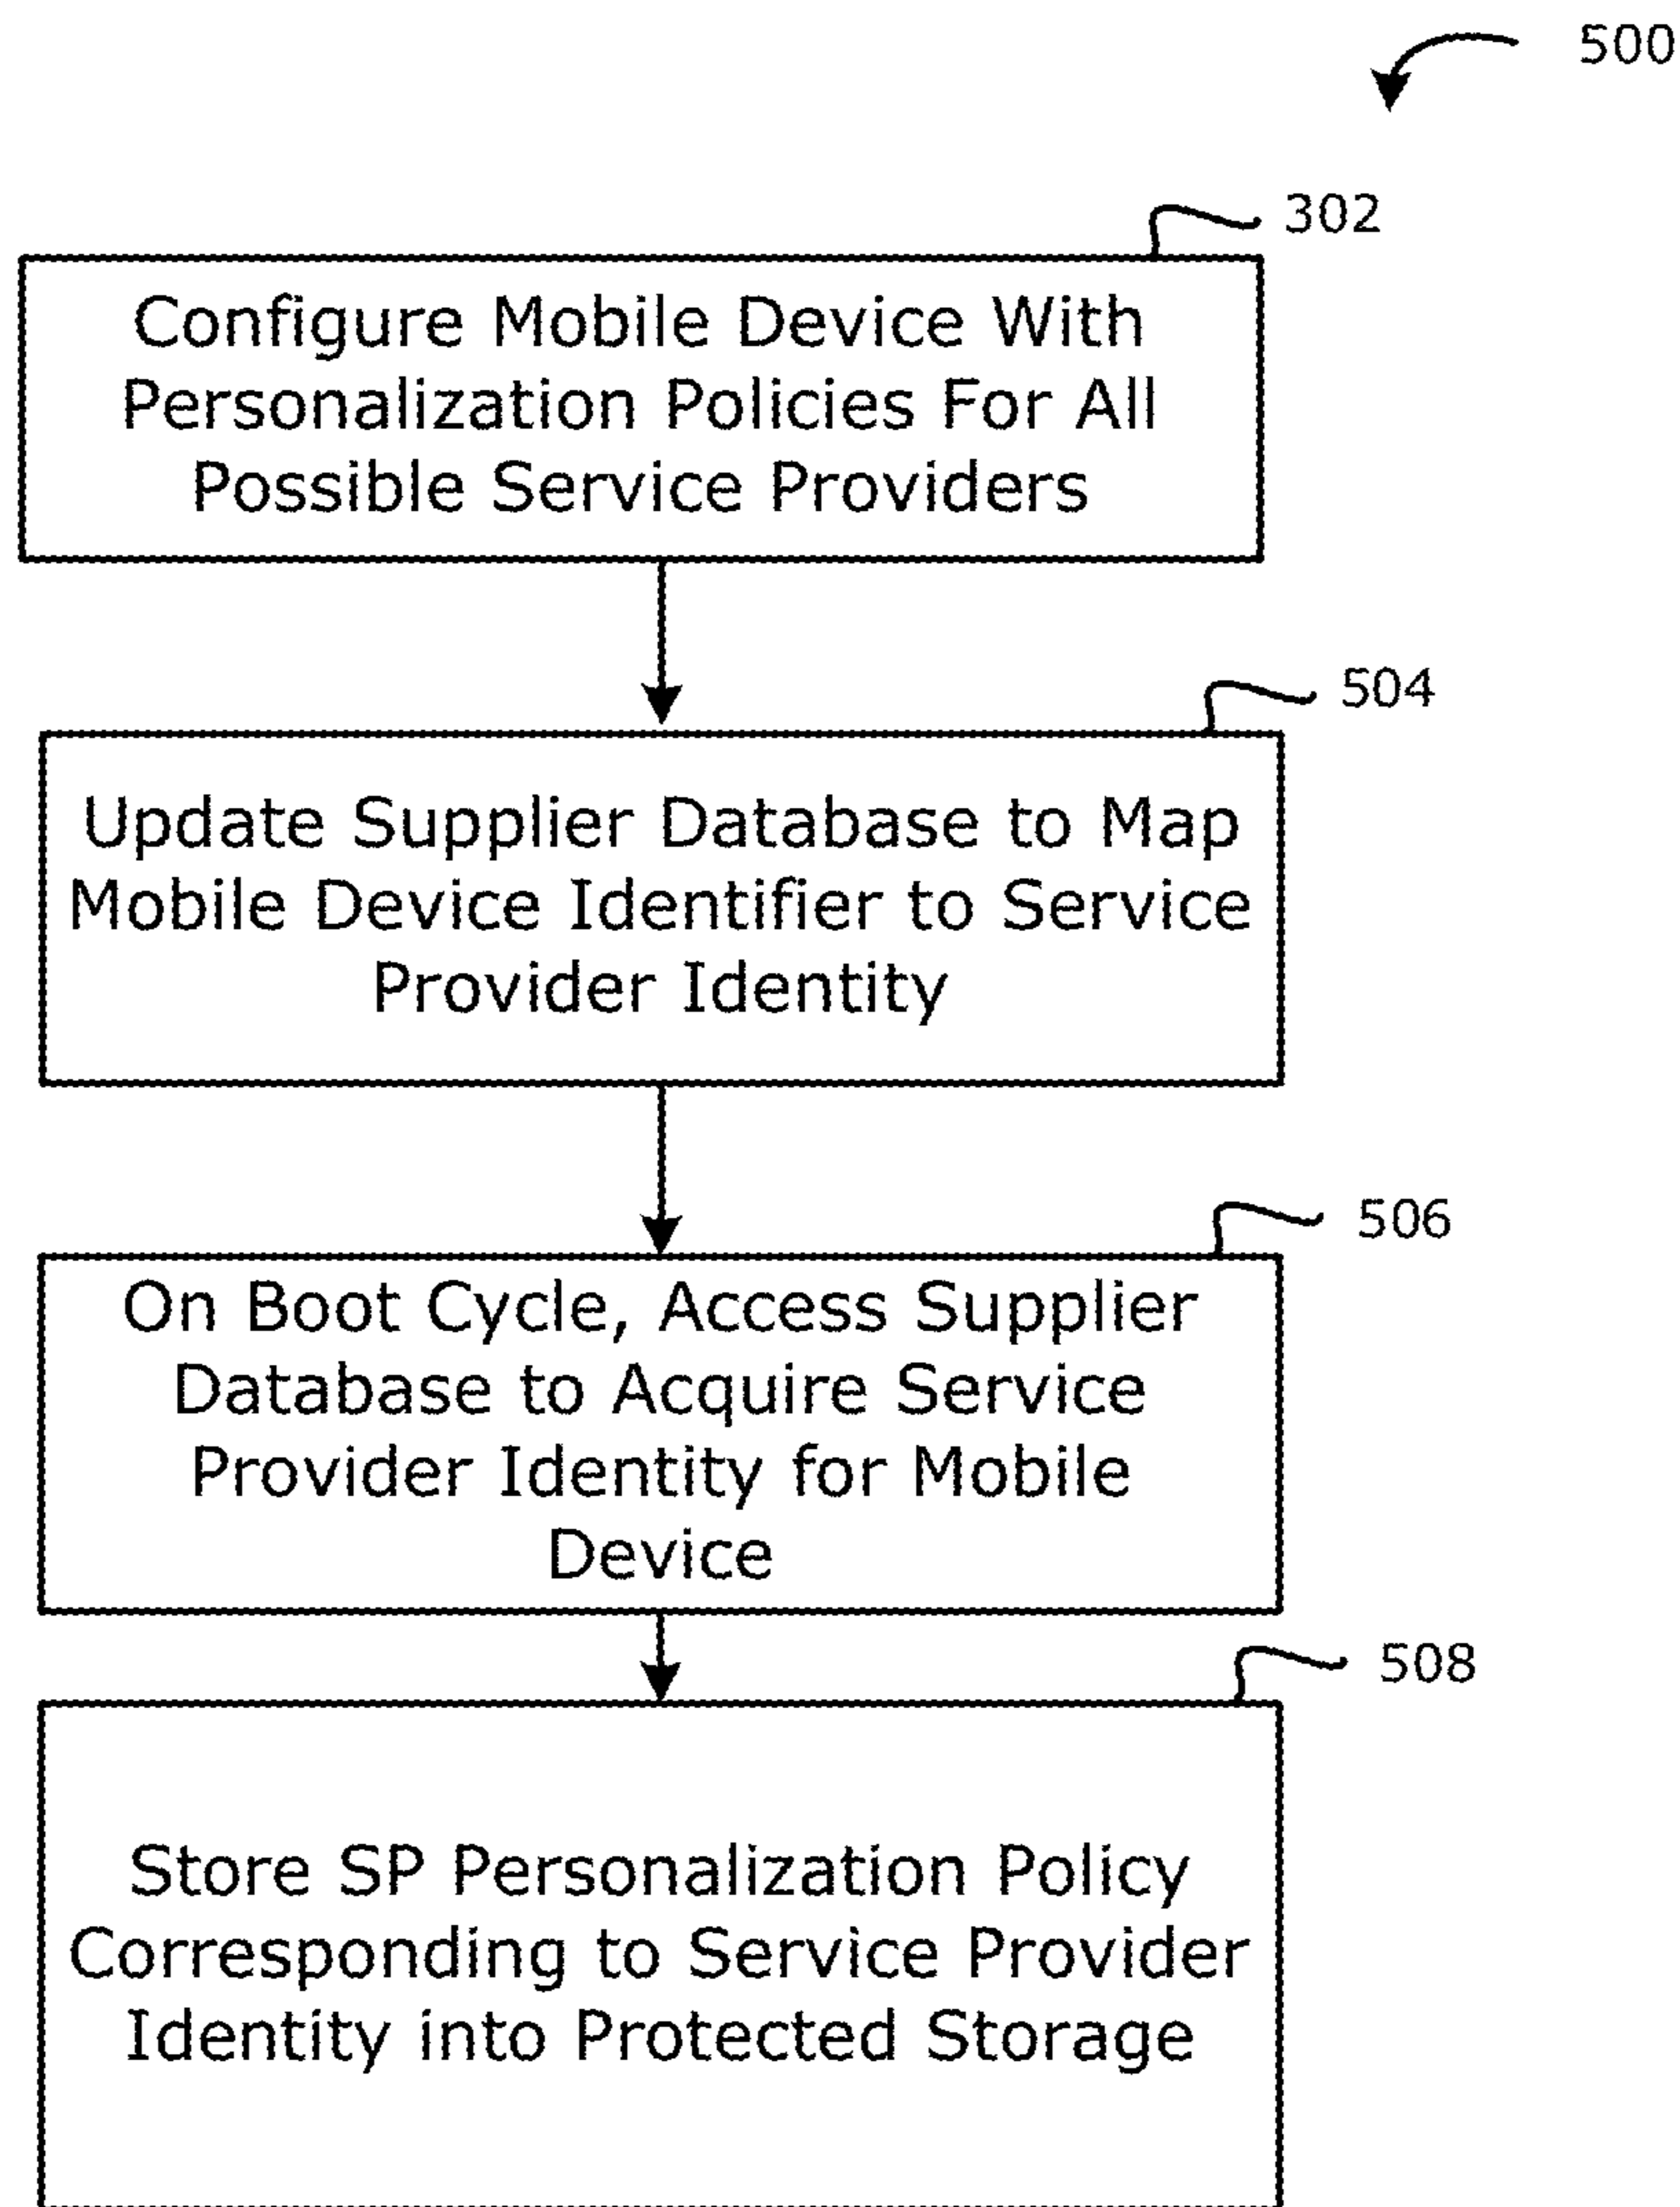 500
302
Configure Mobile Device With
Personalization Policies For All
Possible Service Providers
504
Update Supplier Database to Map
Mobile Device Identifier to Service
Provider Identity
506
On Boot Cycle, Access Supplier
Database to Acquire Service
Provider Identity for Mobile
Device
508
Store SP Personalization Policy
Corresponding to Service Provider
Identity into Protected Storage